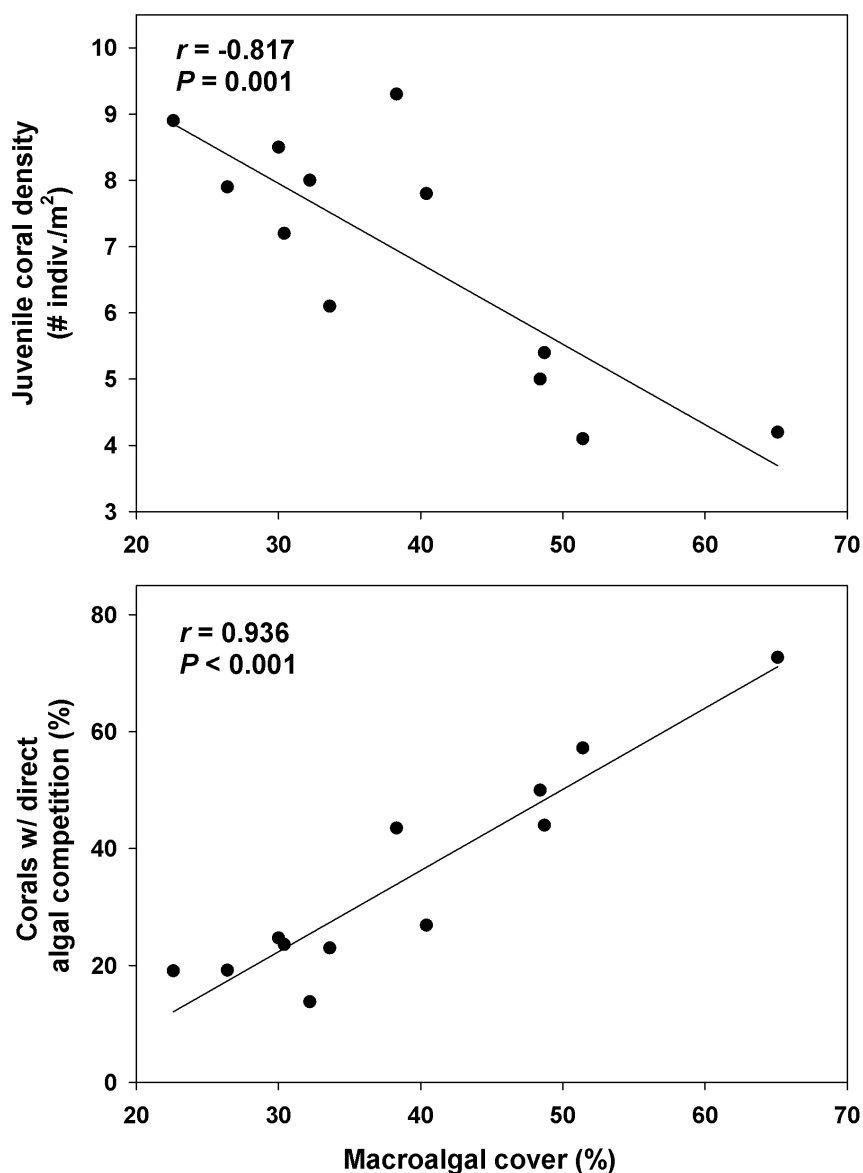 r = -0.817
P = 0.001
Juvenile coral density
(# indiv./m²)
10
9
8
7
6
5
4
3
20 30 40 50 60 70
r = 0.936
P < 0.001
Corals w/ direct
algal competition (%)
80
60
40
20
0
20 30 40 50 60 70
Macroalgal cover (%)